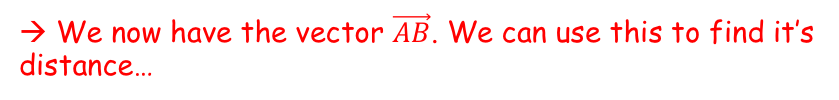 → We now have the vector $\overrightarrow{AB}$. We can use this to find it's
distance…